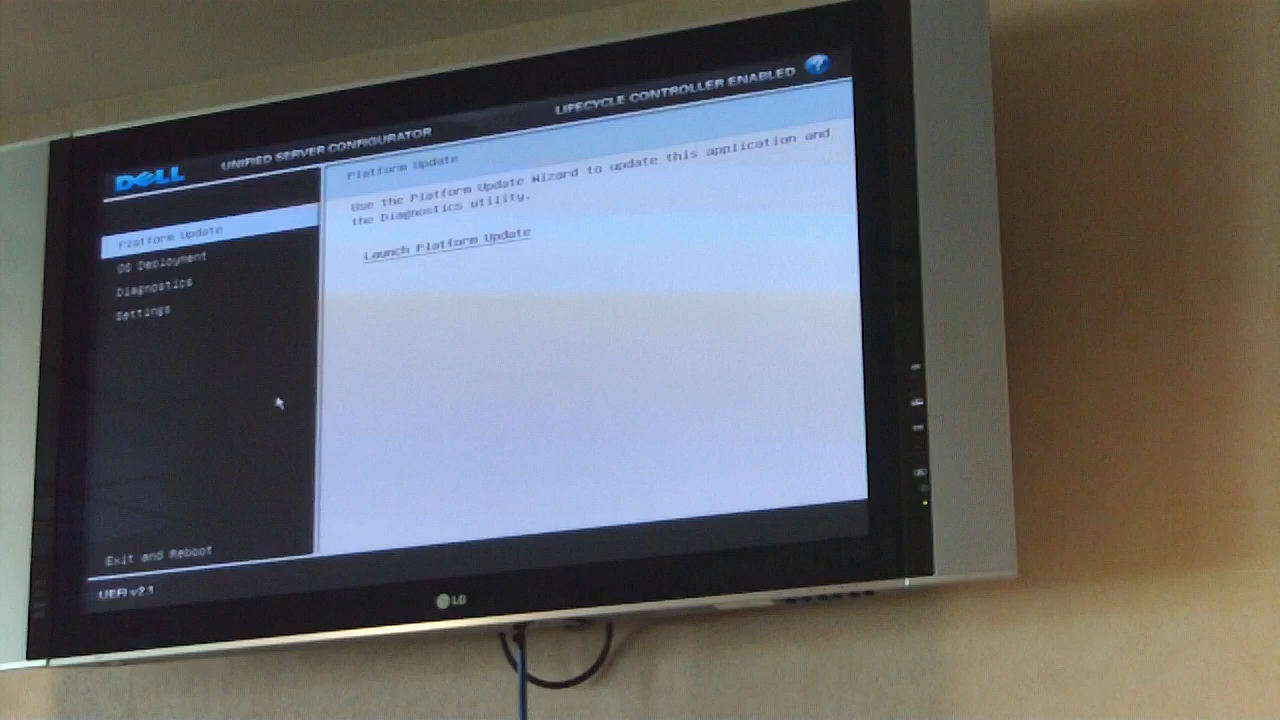 UNIFIED SERVER CONFIGURATOR
LIFECYCLE CONTROLLER ENABLED
?
DELL
Platform Update
OS Deployment
Diagnostics
Settings
Exit and Reboot
UEFI v2.1
Platform Update
Use the Platform Update Wizard to update this application and
the Diagnostics utility.
Launch Platform Update
LG